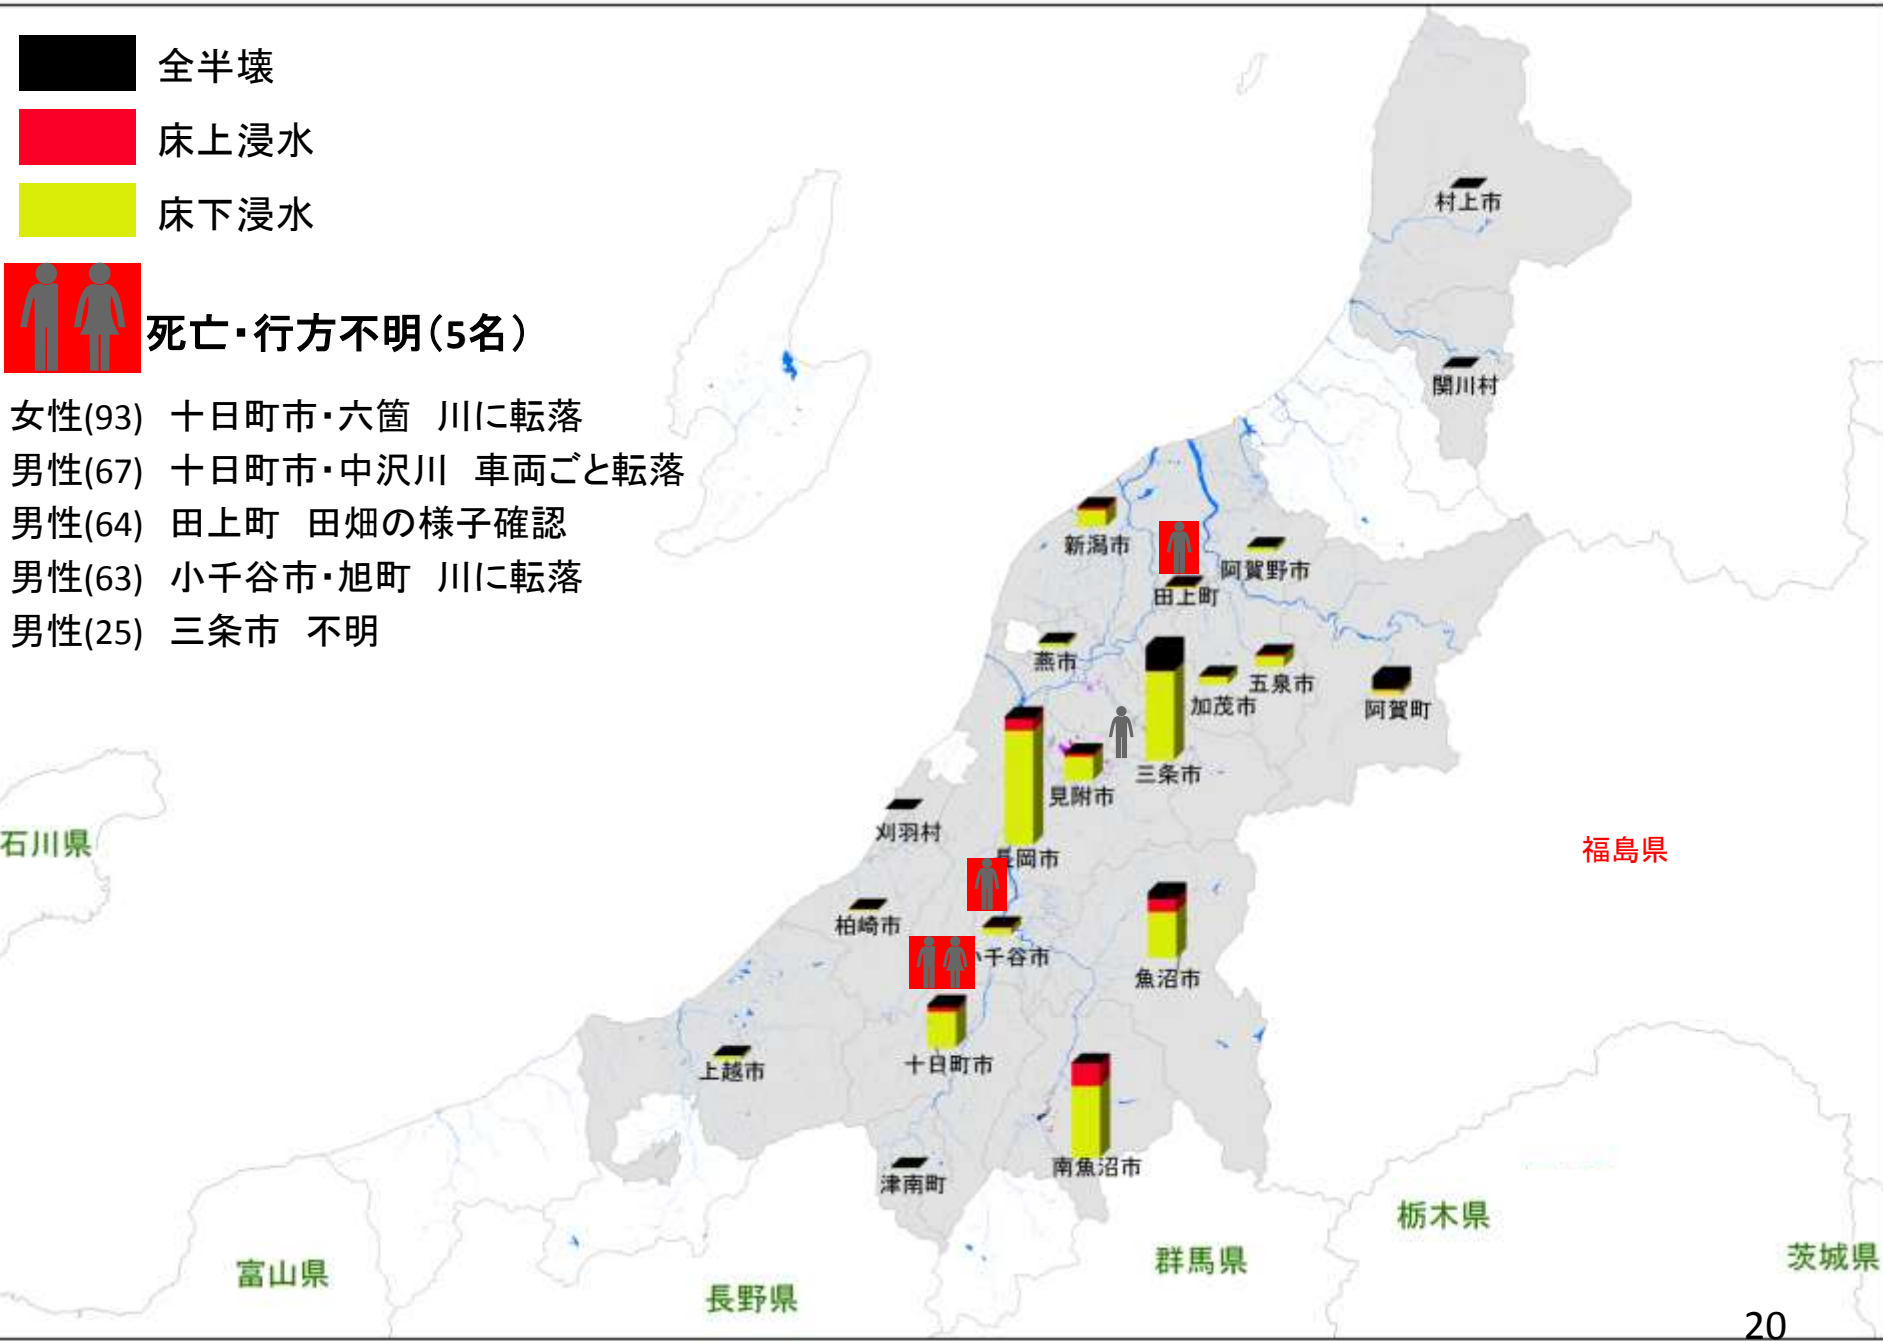 全半壊
床上浸水
床下浸水
死亡・行方不明(5名)
女性(93) 十日町市・六箇 川に転落
男性(67) 十日町市・中沢川 車両ごと転落
男性(64) 田上町 田畑の様子確認
男性(63) 小千谷市・旭町 川に転落
男性(25) 三条市 不明
村上市
関川村
新潟市
阿賀野市
田上町
燕市
五泉市
加茂市
阿賀町
三条市
見附市
刈羽村
石川県
長岡市
福島県
柏崎市
小千谷市
魚沼市
十日町市
上越市
南魚沼市
津南町
栃木県
茨城県
群馬県
富山県
長野県
20